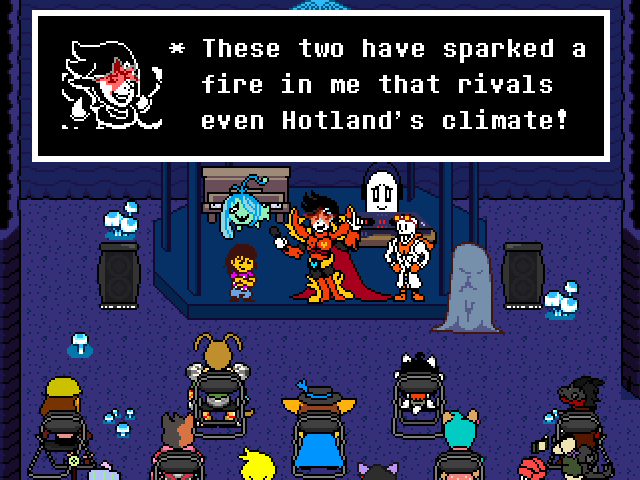 * These two have sparked a
fire in me that rivals
even Hotland's climate!